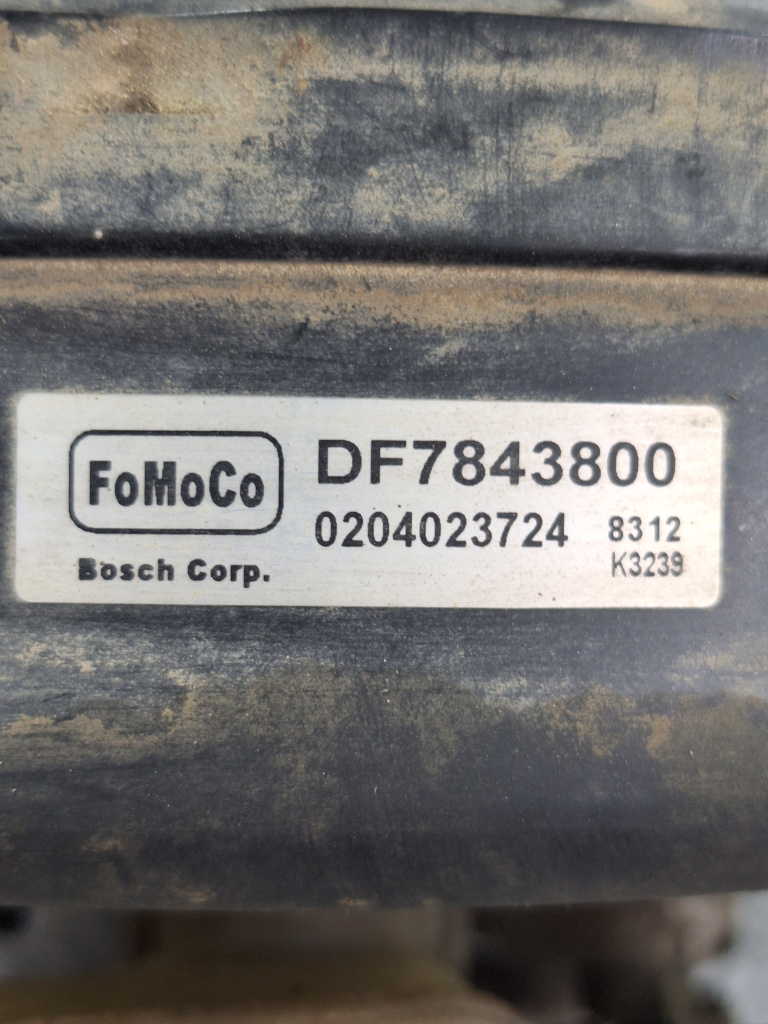 FoMoCo
DF7843800
0204023724 8312
Bosch Corp. K3239